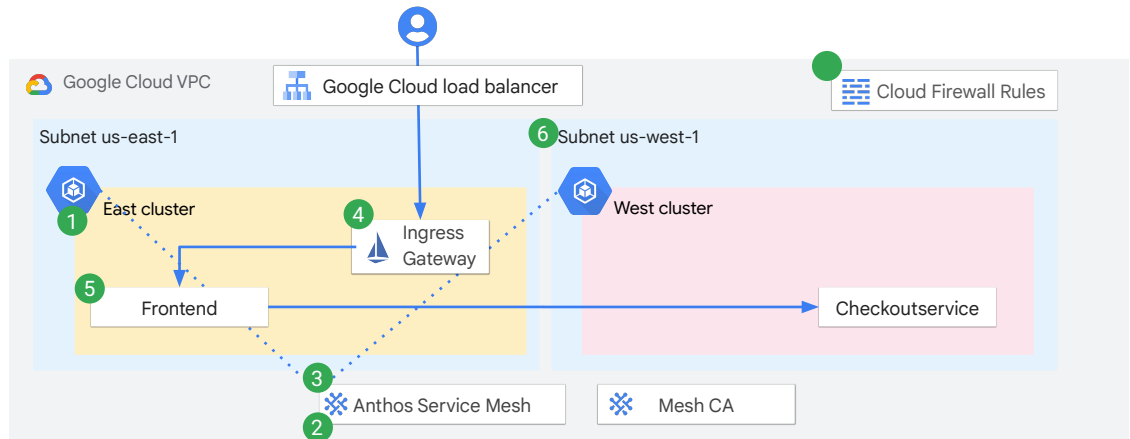 Google Cloud VPC
Google Cloud load balancer
Cloud Firewall Rules
Subnet us-east-1
6
Subnet us-west-1
1
East cluster
4
Ingress
Gateway
West cluster
5
Frontend
Checkoutservice
3
Anthos Service Mesh
2
Mesh CA